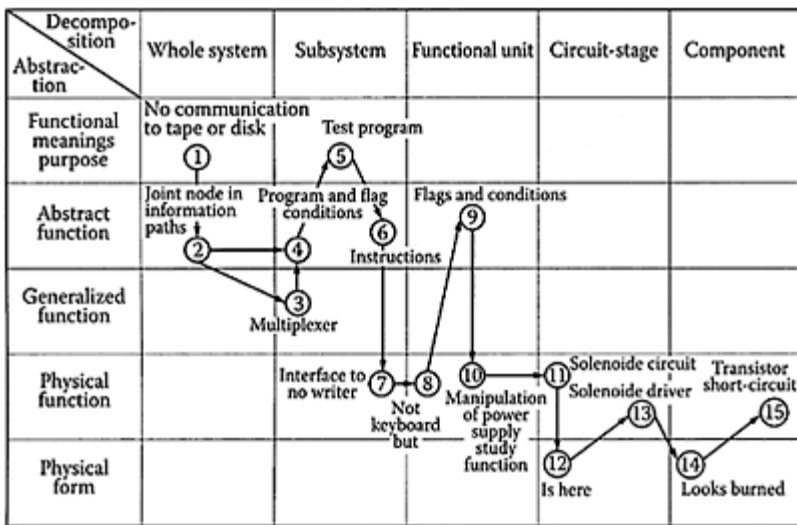 Decompo-
sition
Abstrac-
tion
Whole system
Subsystem
Functional unit
Circuit-stage
Component
Functional
meanings
purpose
No communication
to tape or disk
1
Test program
5
Abstract
function
Joint node in
information
paths
2
Program and flag
conditions
4
6
Instructions
Flags and conditions
9
Generalized
function
3
Multiplexer
Physical
function
Interface to
no writer
7
8
Not
keyboard
but
10
Manipulation
of power
supply
study
function
11
Solenoide circuit
Solenoide driver
13
Transistor
short-circuit
15
Physical
form
12
Is here
14
Looks burned